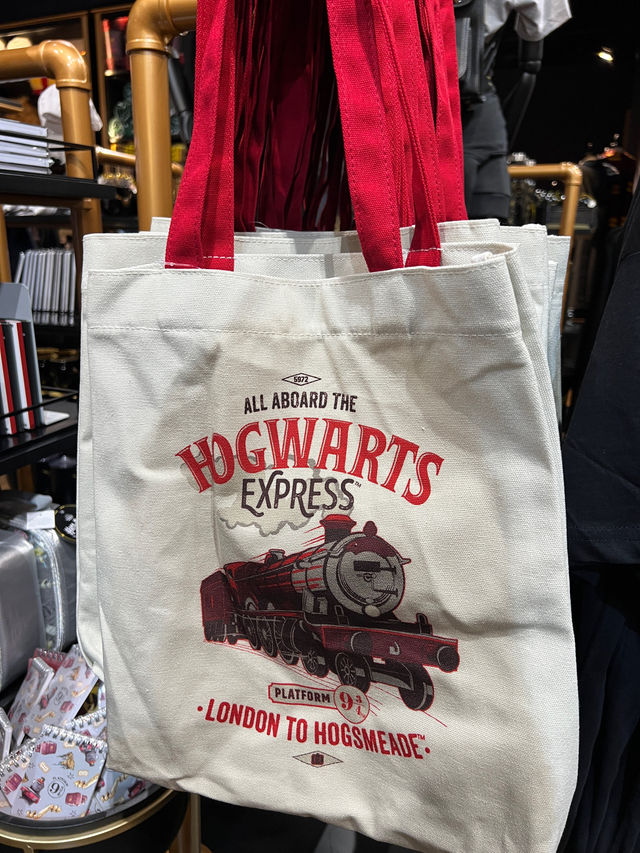 5972
ALL ABOARD THE
HOGWARTS
EXPRESS™
PLATFORM 9¾
LONDON TO HOGSMEADE™